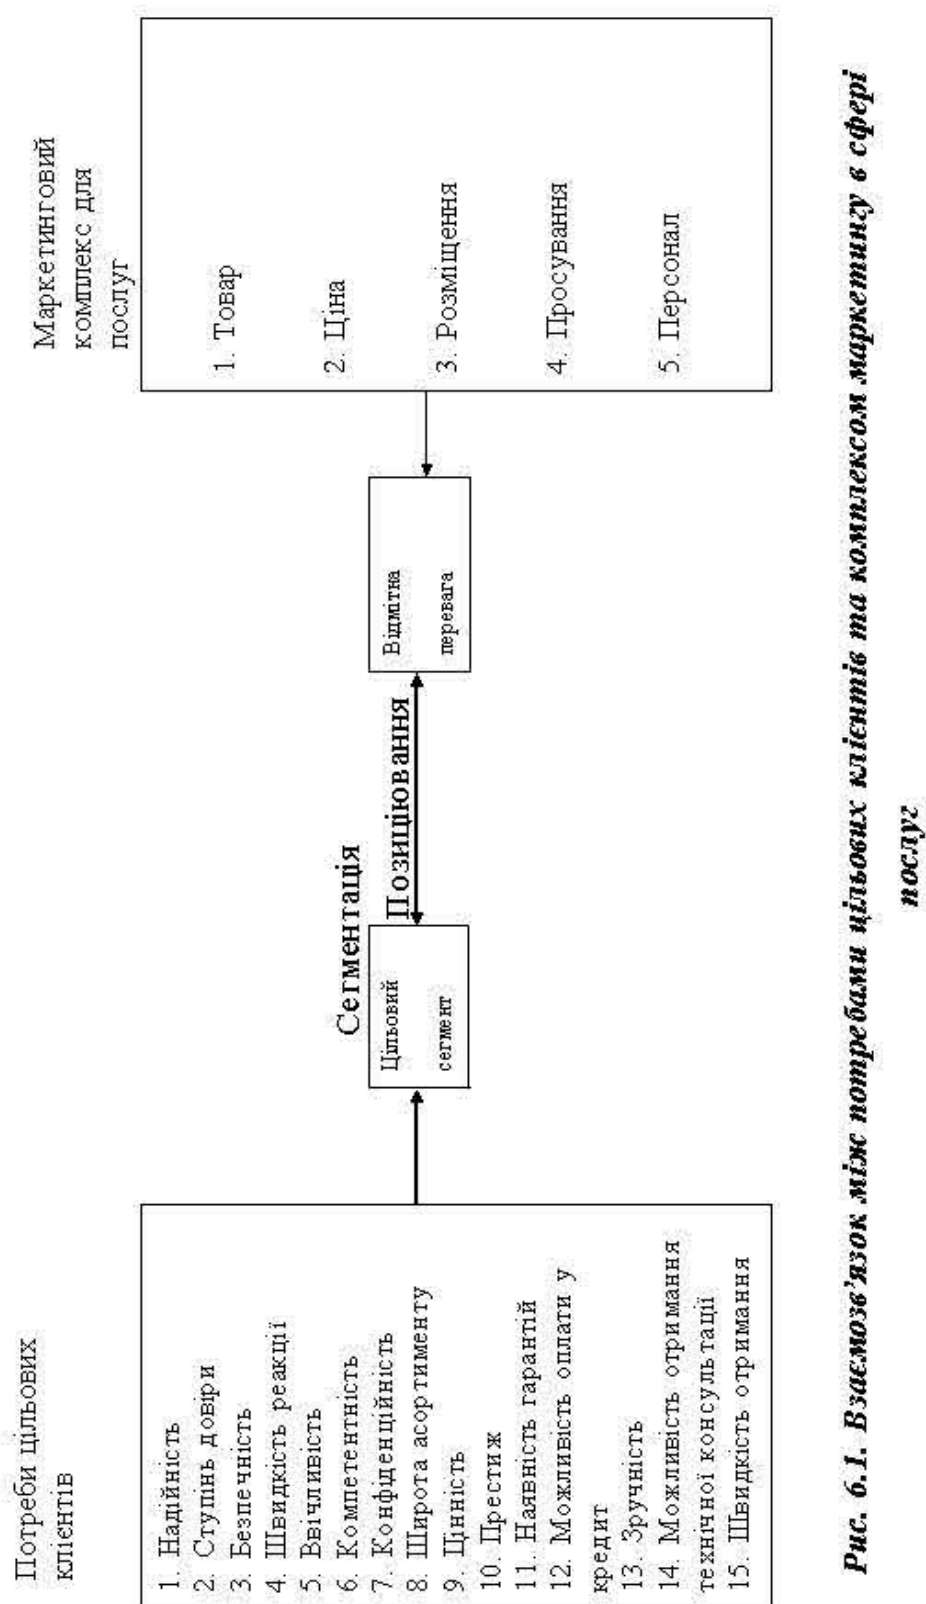 Потреби цільових
клієнтів
1. Надійність
2. Ступінь довіри
3. Безпечність
4. Швидкість реакції
5. Ввічливість
6. Компетентність
7. Конфіденційність
8. Широта асортименту
9. Цінність
10. Престиж
11. Наявність гарантій
12. Можливість оплати у
кредит
13. Зручність
14. Можливість отримання
технічної консультації
15. Швидкість отримання
Сегментація
Цільовий
сегмент
Позиціювання
Відмітна
перевага
Маркетинговий
комплекс для
послуг
1. Товар
2. Ціна
3. Розміщення
4. Просування
5. Персонал
Рис. 6.1. Взаємозв'язок між потребами цільових клієнтів та комплексом маркетингу в сфері
послуг